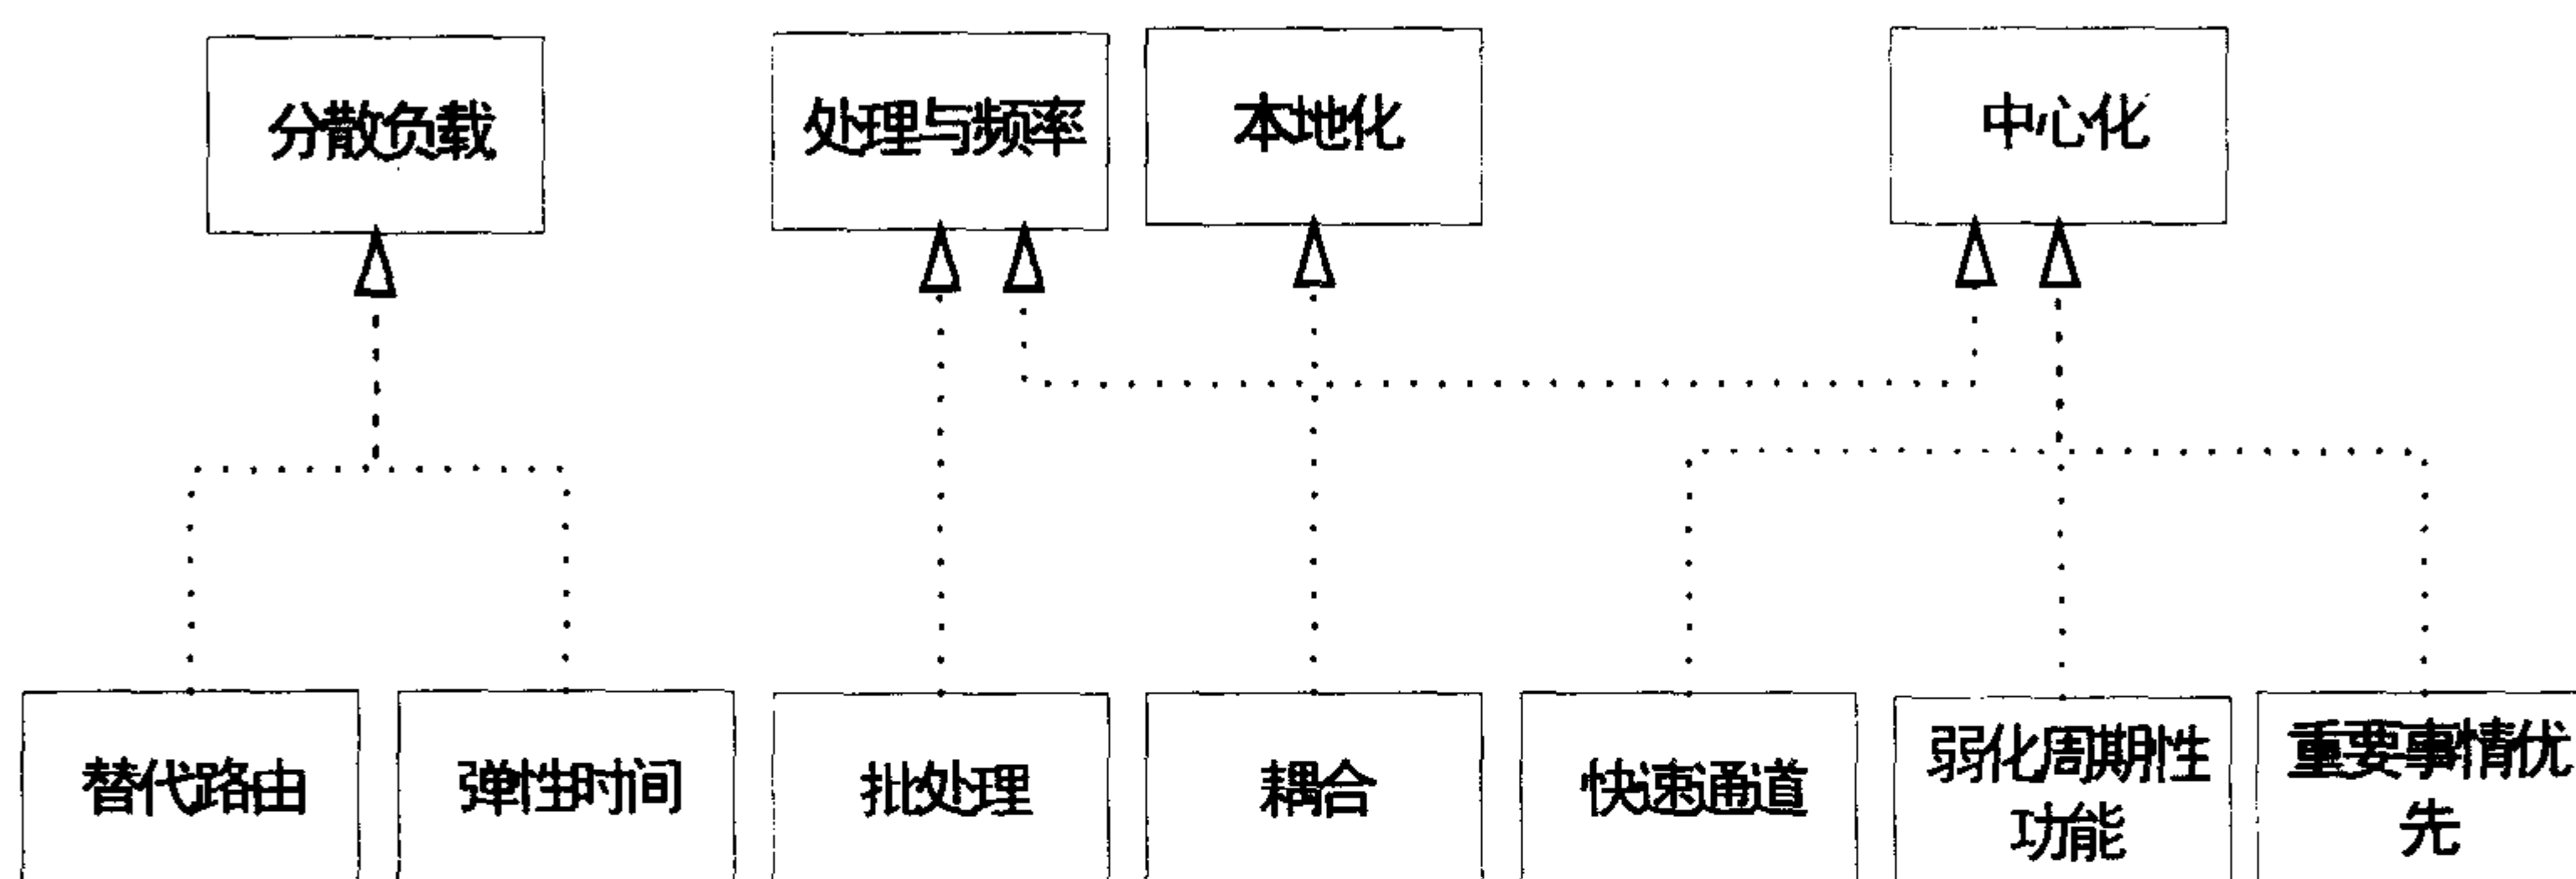 分散负载
处理与频率
本地化
中心化
替代路由
弹性时间
批处理
耦合
快速通道
弱化周期性
功能
重要事情优
先